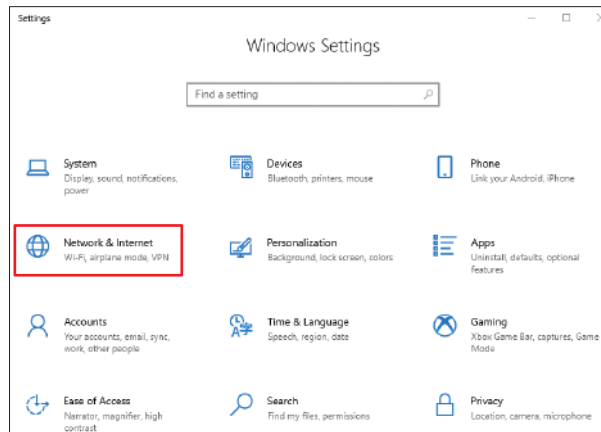 Settings
Windows Settings
Find a setting
System
Display, sound, notifications,
power
Devices
Bluetooth, printers, mouse
Phone
Link your Android, iPhone
Network & Internet
Wi-Fi, airplane mode, VPN
Personalization
Background, lock screen, colors
Apps
Uninstall, defaults, optional
features
Accounts
Your accounts, email, sync,
work, other people
Time & Language
Speech, region, date
Gaming
Xbox Game Bar, captures, Game
Mode
Ease of Access
Narrator, magnifier, high
contrast
Search
Find my files, permissions
Privacy
Location, camera, microphone